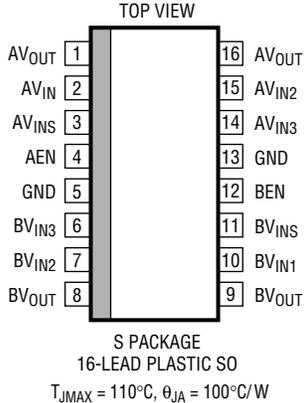 TOP VIEW
AVOUT 1 16 AVOUT
AVIN 2 15 AVIN2
AVINS 3 14 AVIN3
AEN 4 13 GND
GND 5 12 BEN
BVIN3 6 11 BVINS
BVIN2 7 10 BVIN1
BVOUT 8 9 BVOUT
S PACKAGE
16-LEAD PLASTIC SO
TJMAX = 110°C, θJA = 100°C/W